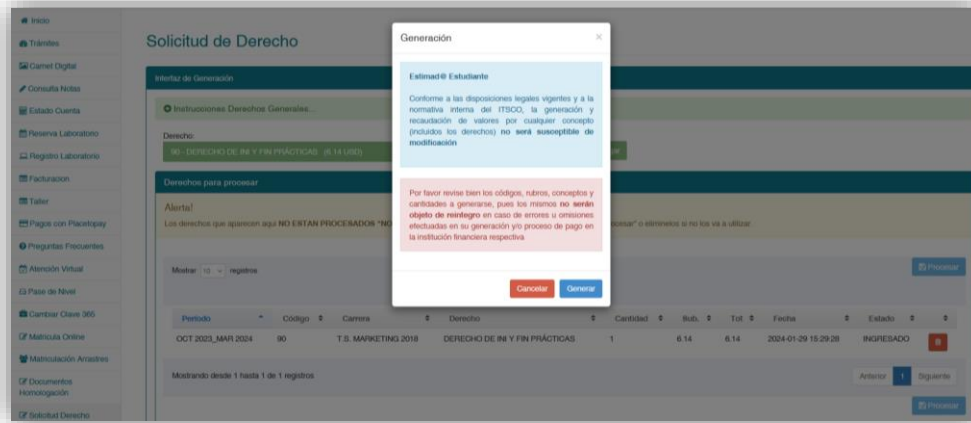 Inicio
Trámites
Carnet Digital
Consulta Notas
Estado Cuenta
Reserva Laboratorio
Registro Laboratorio
Facturacion
Taller
Pagos con Placetopay
Preguntas Frecuentes
Atención Virtual
Pase de Nivel
Cambiar Clave 365
Matricula Online
Matriculación Arrastres
Documentos
Homologación
Solicitud Derecho
Solicitud de Derecho
Interfaz de Generación
Instrucciones Derechos Generales...
Derecho:
90 - DERECHO DE INI Y FIN PRÁCTICAS (6.14 USD)
Derechos para procesar
Alerta!
Los derechos que aparecen aqui NO ESTAN PROCESADOS "NO
o eliminelos si no los va a utilizar.
Mostrar 10 registros
Procesar
Periodo Código Carrera Derecho Cantidad Sub. Tot Fecha Estado
OCT 2023_MAR 2024 90 T.S. MARKETING 2018 DERECHO DE INI Y FIN PRÁCTICAS 1 6.14 6.14 2024-01-29 15:29:28 INGRESADO
Mostrando desde 1 hasta 1 de 1 registros
Anterior 1 Siguiente
Procesar
Generación ×
Estimad@ Estudiante
Conforme a las disposiciones legales vigentes y a la
normativa interna del ITSCO, la generación y
recaudación de valores por cualquier concepto
(incluidos los derechos) no será susceptible de
modificación
Por favor revise bien los códigos, rubros, conceptos y
cantidades a generarse, pues los mismos no serán
objeto de reintegro en caso de errores u omisiones
efectuadas en su generación y/o proceso de pago en
la institución financiera respectiva
Cancelar Generar